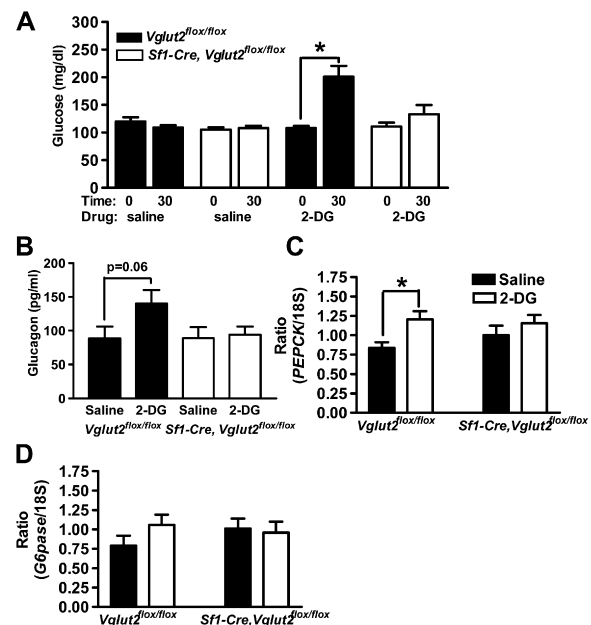 A
Vglut2flox/flox
Sf1-Cre, Vglut2flox/flox
*
Glucose (mg/dl)
300
250
200
150
100
50
0
Time: 0 30 0 30 0 30 0 30
Drug: saline saline 2-DG 2-DG
B
p=0.06
Glucagon (pg/ml)
200
150
100
50
0
Saline 2-DG Saline 2-DG
Vglut2flox/flox Sf1-Cre, Vglut2flox/flox
C
Saline
2-DG
*
Ratio
(PEPCK/18S)
1.75
1.50
1.25
1.00
0.75
0.50
0.25
0.00
Vglut2flox/flox Sf1-Cre,Vglut2flox/flox
D
Ratio
(G6pase/18S)
1.75
1.50
1.25
1.00
0.75
0.50
0.25
0.00
Vglut2flox/flox Sf1-Cre,Vglut2flox/flox